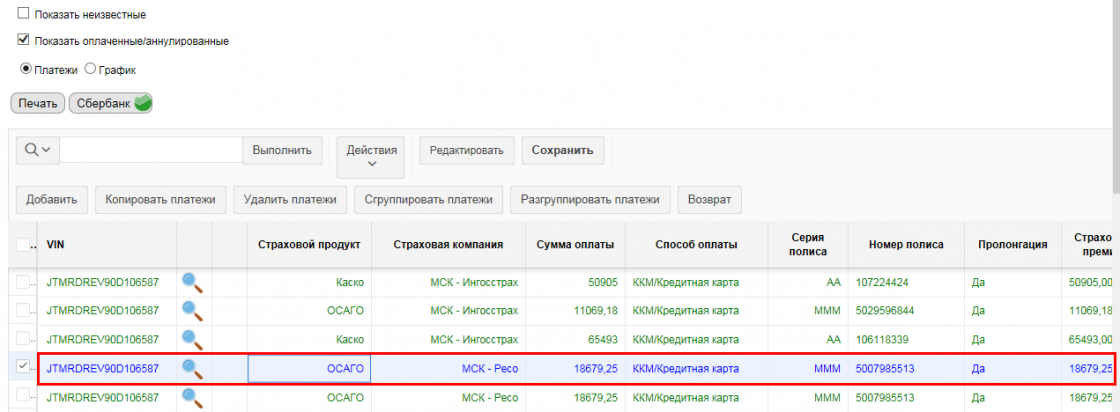 Показать неизвестные
Показать оплаченные/аннулированные
Платежи График
Печать Сбербанк
Выполнить Действия Редактировать Сохранить
Добавить Копировать платежи Удалить платежи Сгруппировать платежи Разгруппировать платежи Возврат
.. VIN Страховой продукт Страховая компания Сумма оплаты Способ оплаты Серия полиса Номер полиса Пролонгация Страхо преми
.. JTMRDREV90D106587 Каско МСК - Ингосстрах 50905 ККМ/Кредитная карта АА 107224424 Да 50905,00
.. JTMRDREV90D106587 ОСАГО МСК - Ингосстрах 11069,18 ККМ/Кредитная карта МММ 5029596844 Да 11069,18
.. JTMRDREV90D106587 Каско МСК - Ингосстрах 65493 ККМ/Кредитная карта АА 106118339 Да 65493,00
.. JTMRDREV90D106587 ОСАГО МСК - Ресо 18679,25 ККМ/Кредитная карта МММ 5007985513 Да 18679,25
.. JTMRDREV90D106587 ОСАГО МСК - Ресо 18679,25 ККМ/Кредитная карта МММ 5007985513 Да 18679,25